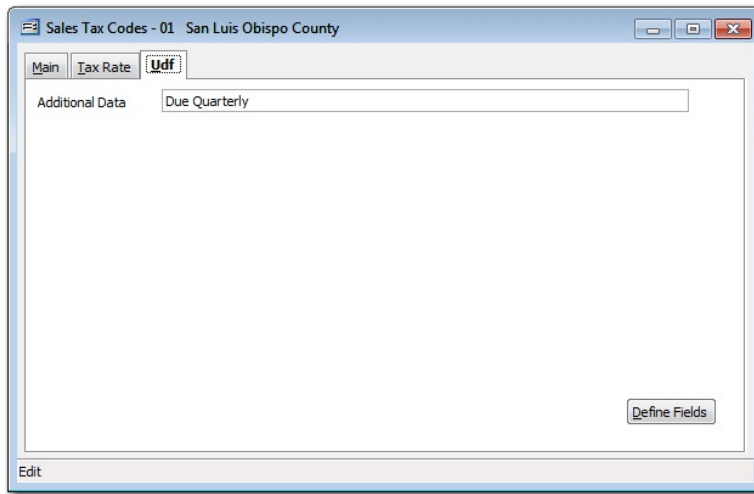 Sales Tax Codes - 01   San Luis Obispo County
Main Tax Rate Udf
Additional Data Due Quarterly
Define Fields
Edit